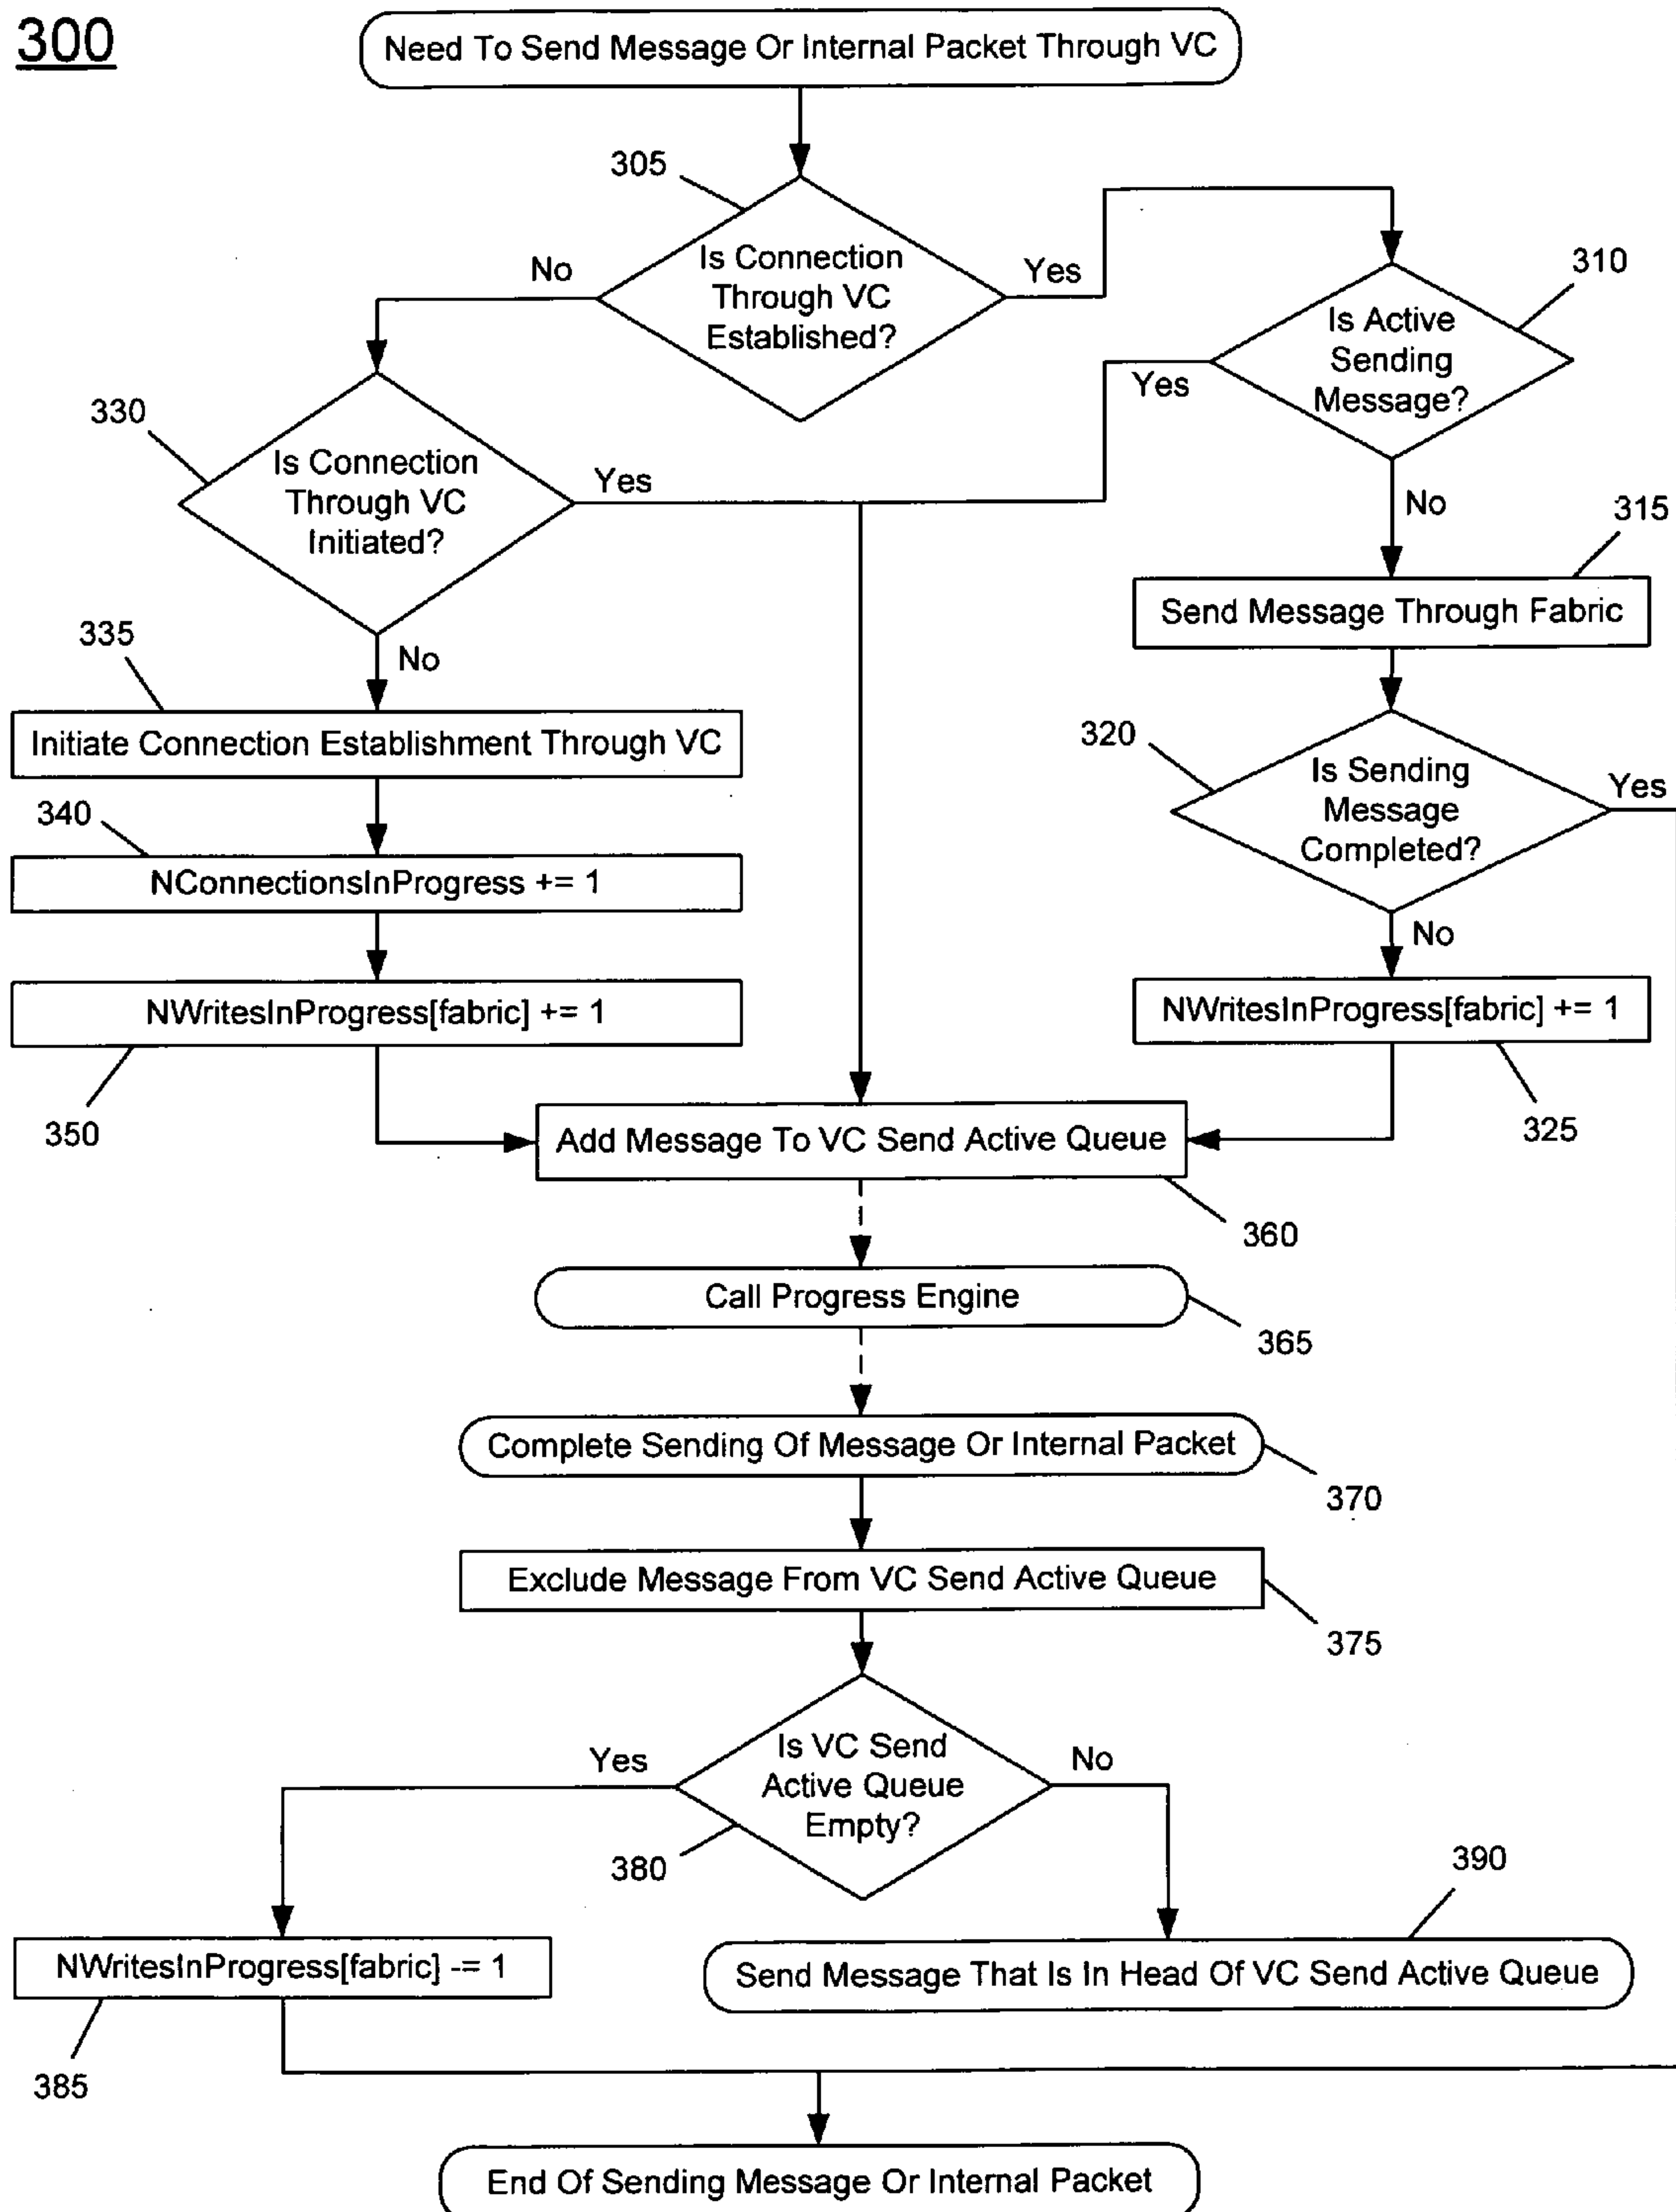 300
Need To Send Message Or Internal Packet Through VC
305
Is Connection
Through VC
Established?
No
Yes
310
Is Active
Sending
Message?
Yes
No
330
Is Connection
Through VC
Initiated?
Yes
No
315
Send Message Through Fabric
335
Initiate Connection Establishment Through VC
320
Is Sending
Message
Completed?
Yes
No
340
NConnectionsInProgress += 1
NWritesInProgress[fabric] += 1
350
NWritesInProgress[fabric] += 1
325
Add Message To VC Send Active Queue
360
Call Progress Engine
365
Complete Sending Of Message Or Internal Packet
370
Exclude Message From VC Send Active Queue
375
Is VC Send
Active Queue
Empty?
Yes
No
380
390
NWritesInProgress[fabric] -= 1
385
Send Message That Is In Head Of VC Send Active Queue
End Of Sending Message Or Internal Packet